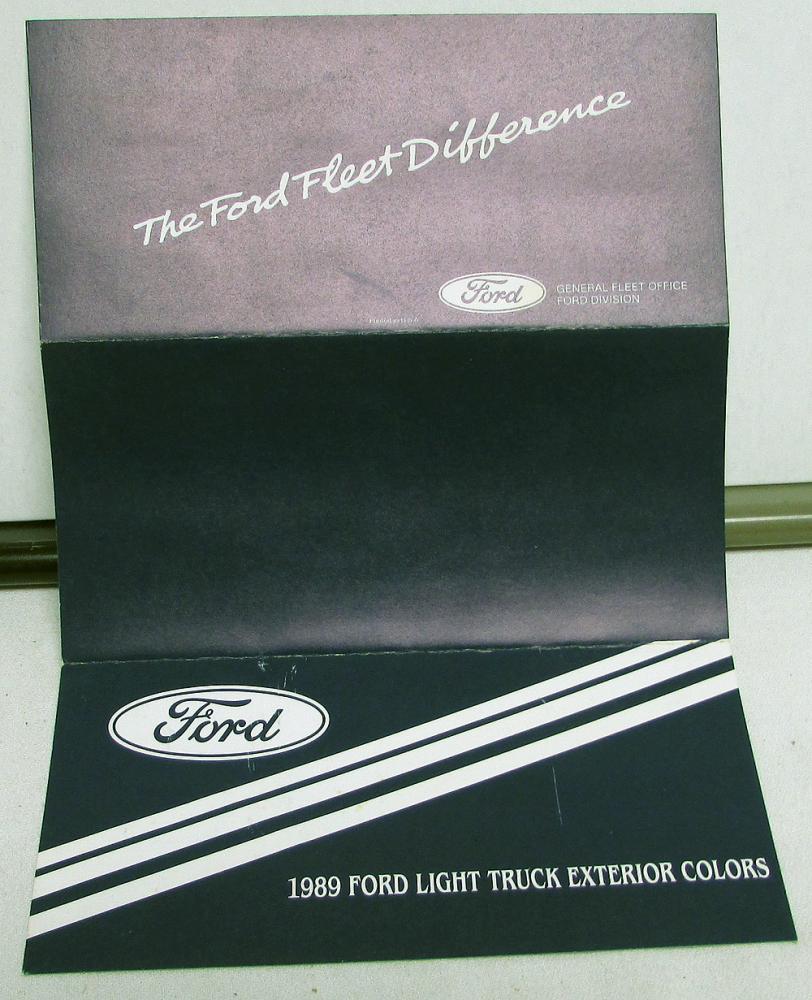 The Ford Fleet Difference
Ford
GENERAL FLEET OFFICE
FORD DIVISION
Ford
1989 FORD LIGHT TRUCK EXTERIOR COLORS